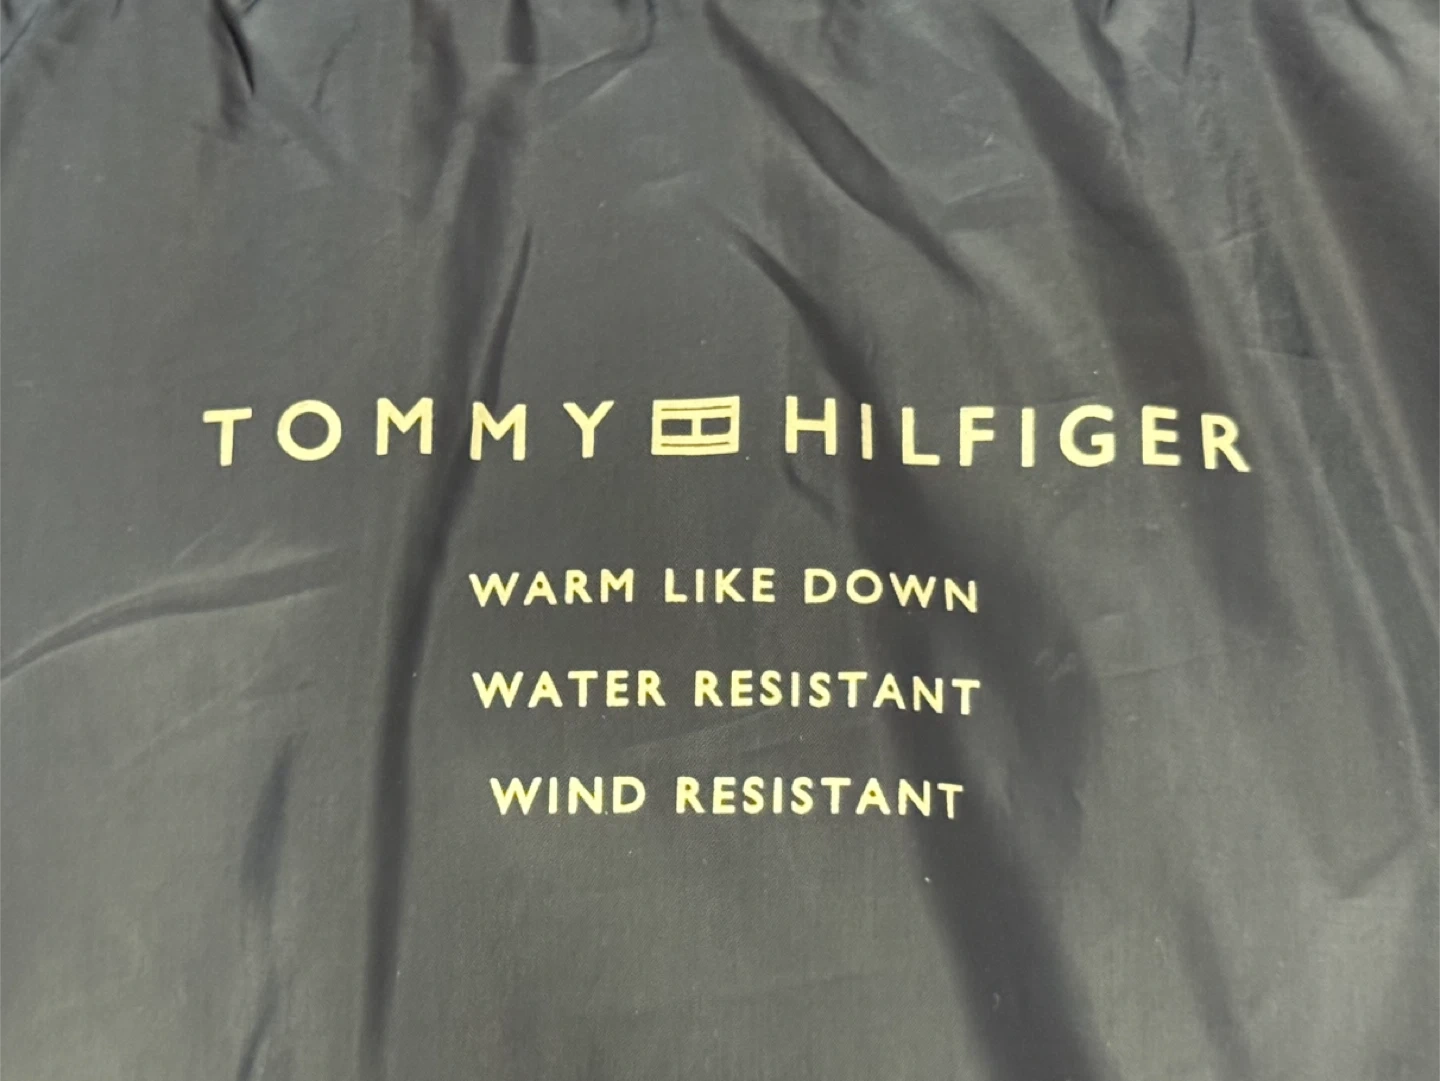 TOMMY HILFIGER
WARM LIKE DOWN
WATER RESISTANT
WIND RESISTANT